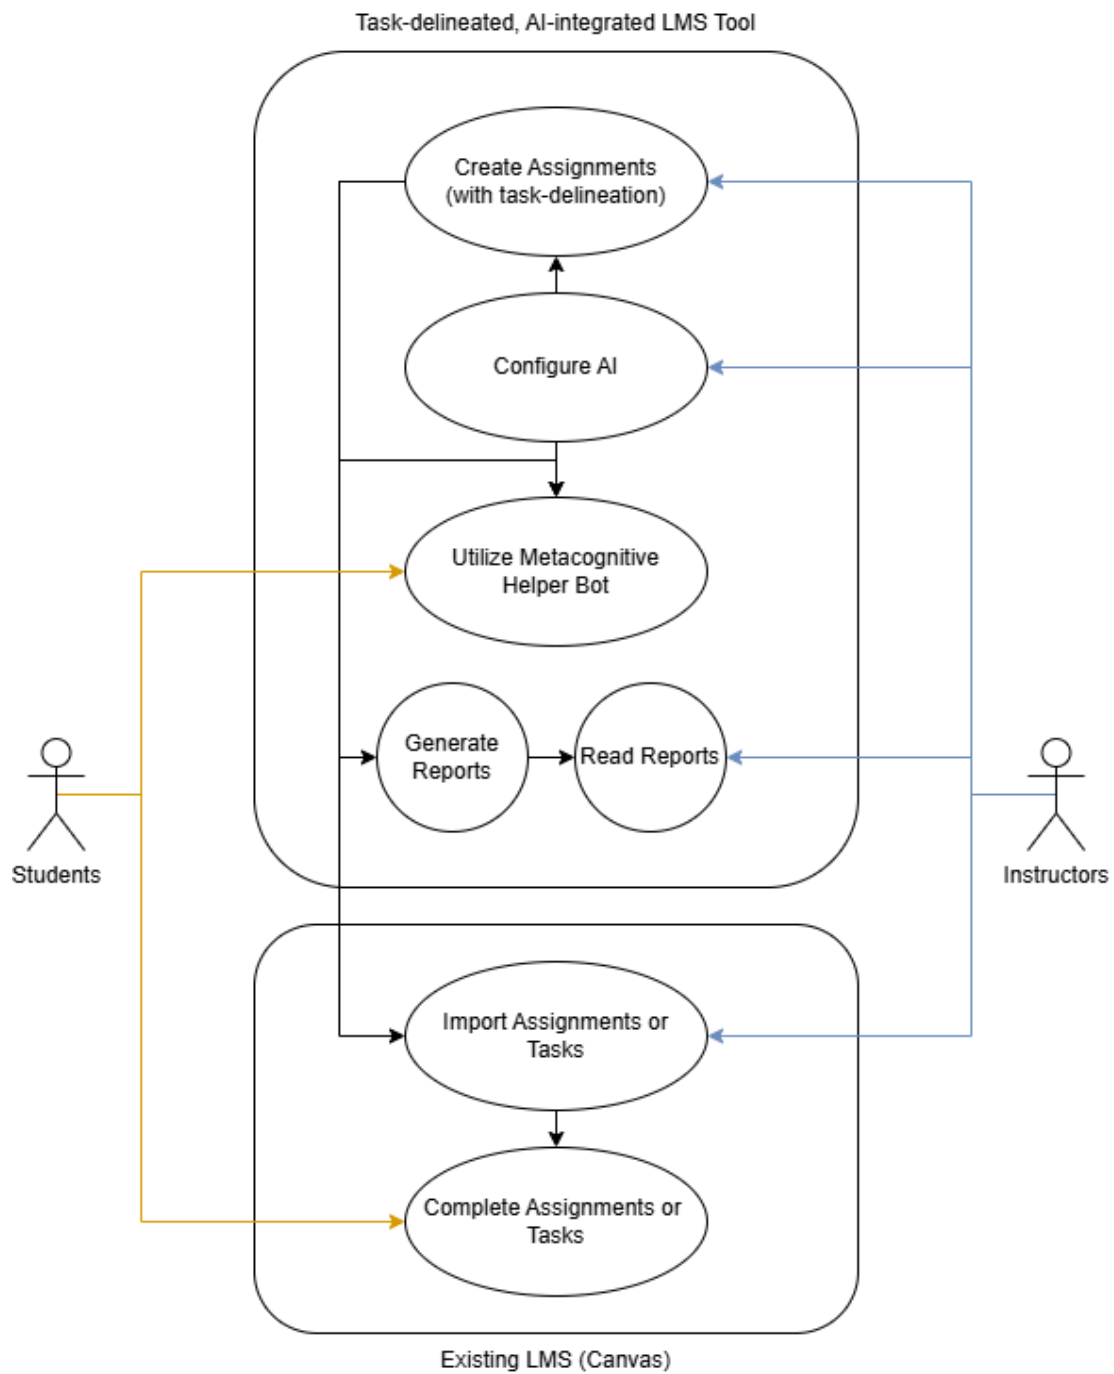 Task-delineated, AI-integrated LMS Tool
Create Assignments
(with task-delineation)
Configure AI
Utilize Metacognitive
Helper Bot
Generate
Reports
Read Reports
Students
Instructors
Import Assignments or
Tasks
Complete Assignments or
Tasks
Existing LMS (Canvas)